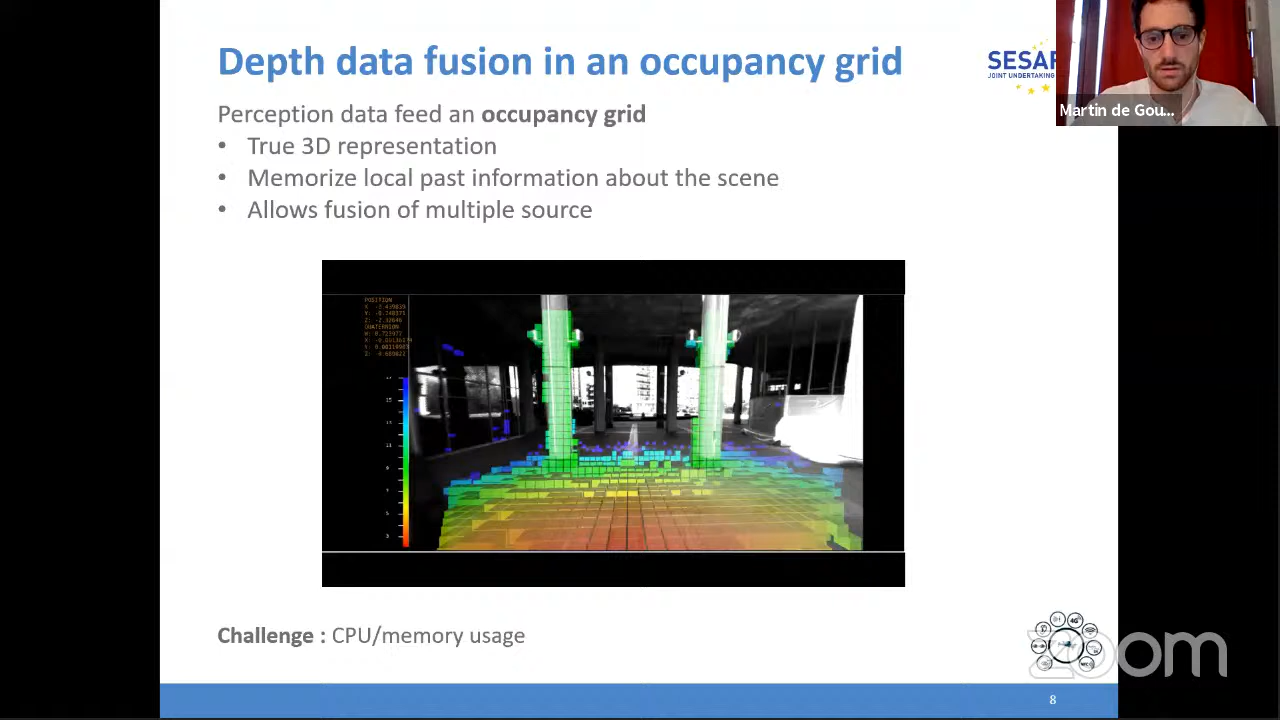 Depth data fusion in an occupancy grid
SESAR
JOINT UNDERTAKING
Martin de Gou...
Perception data feed an occupancy grid
• True 3D representation
• Memorize local past information about the scene
• Allows fusion of multiple source
POSITION
QUATERNION
Challenge : CPU/memory usage
zoom
8